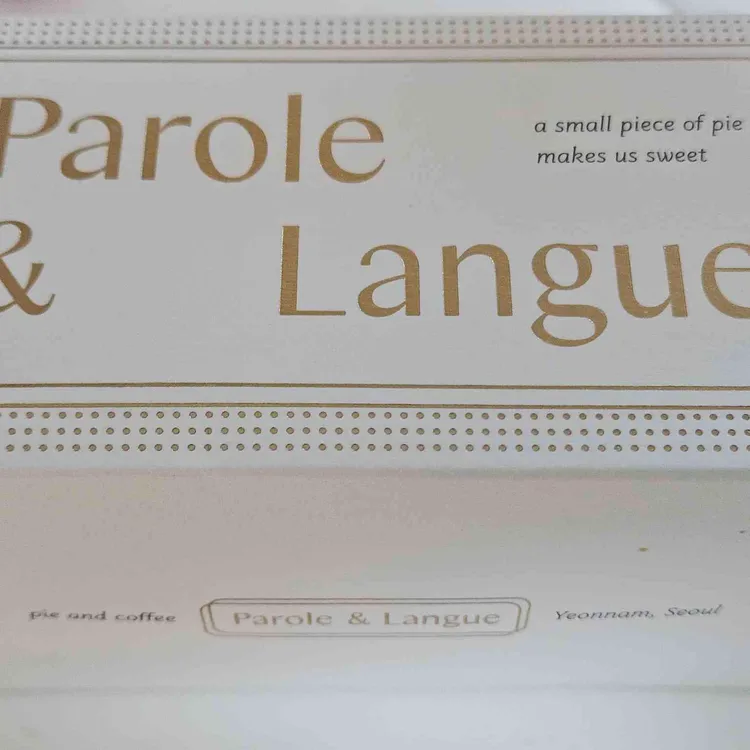 Parole
a small piece of pie
makes us sweet
& Langue
pie and coffee
Parole & Langue
Yeonnam, Seoul